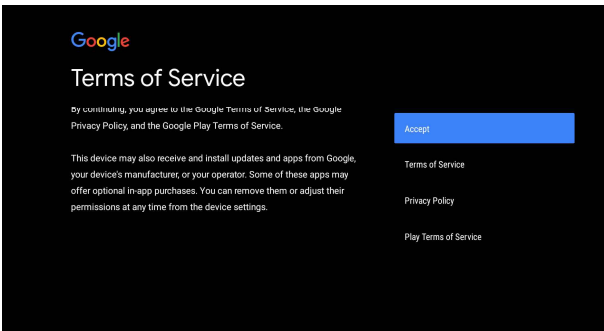 Google
Terms of Service
By continuing, you agree to the Google Terms of Service, the Google
Privacy Policy, and the Google Play Terms of Service.
This device may also receive and install updates and apps from Google,
your device's manufacturer, or your operator. Some of these apps may
offer optional in-app purchases. You can remove them or adjust their
permissions at any time from the device settings.
Accept
Terms of Service
Privacy Policy
Play Terms of Service